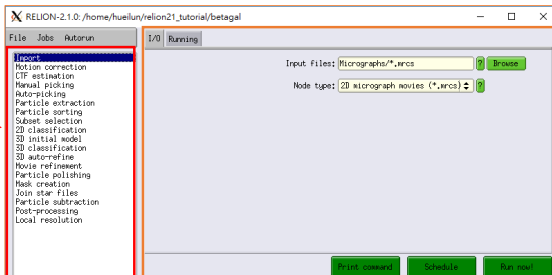 RELION-2.1.0: /home/hueilun/relion21_tutorial/betagal
File Jobs Autorun
I/O Running
Import
Motion correction
CTF estimation
Manual picking
Auto-picking
Particle extraction
Particle sorting
Subset selection
2D classification
3D initial model
3D classification
3D auto-refine
Movie refinement
Particle polishing
Mask creation
Join star files
Particle subtraction
Post-processing
Local resolution
Input files: Micrographs/*.mrcs ? Browse
Node type: 2D micrograph movies (*.mrcs) ?
Print command Schedule Run now!